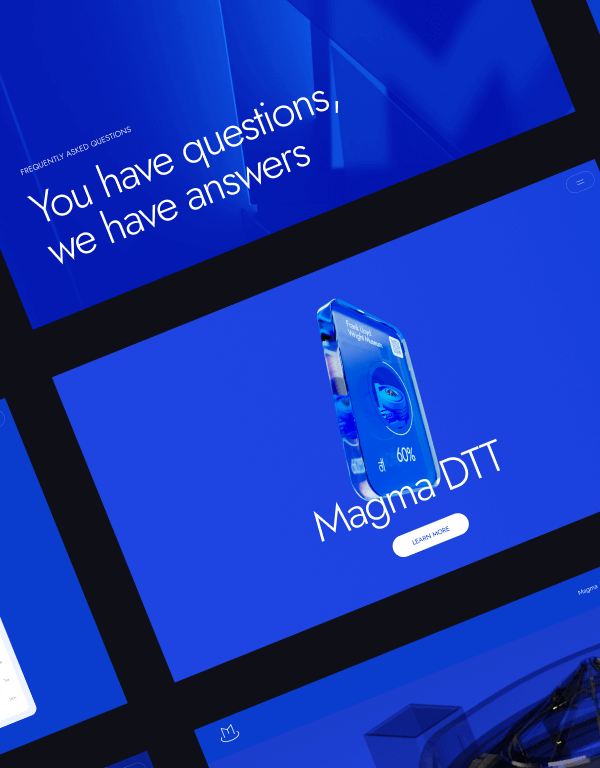 FREQUENTLY ASKED QUESTIONS
You have questions,
we have answers
Frank Lloyd
Wright Museum
60%
Magma DTT
LEARN MORE
Magma